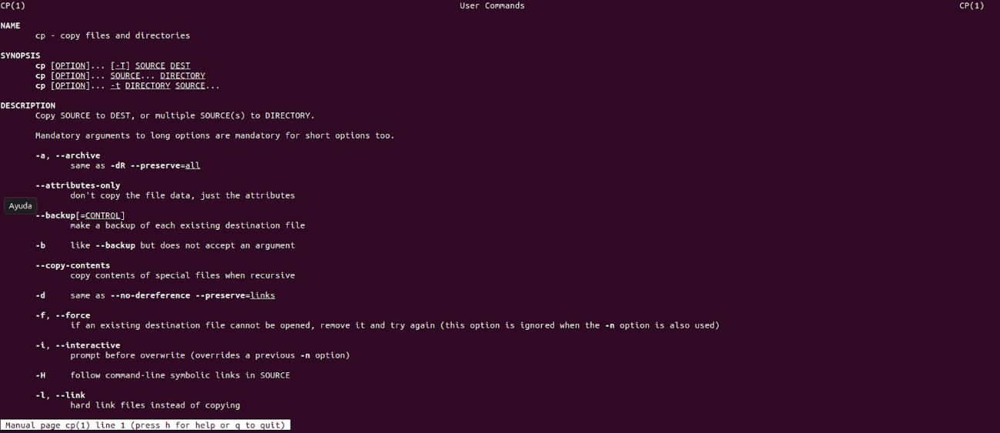 CP(1) User Commands CP(1)
NAME
cp - copy files and directories
SYNOPSIS
cp [OPTION]... [-T] SOURCE DEST
cp [OPTION]... SOURCE... DIRECTORY
cp [OPTION]... -t DIRECTORY SOURCE...
DESCRIPTION
Copy SOURCE to DEST, or multiple SOURCE(s) to DIRECTORY.
Mandatory arguments to long options are mandatory for short options too.
-a, --archive
same as -dR --preserve=all
--attributes-only
don't copy the file data, just the attributes
Ayuda
--backup[=CONTROL]
make a backup of each existing destination file
-b like --backup but does not accept an argument
--copy-contents
copy contents of special files when recursive
-d same as --no-dereference --preserve=links
-f, --force
if an existing destination file cannot be opened, remove it and try again (this option is ignored when the -n option is also used)
-i, --interactive
prompt before overwrite (overrides a previous -n option)
-H follow command-line symbolic links in SOURCE
-l, --link
hard link files instead of copying
Manual page cp(1) line 1 (press h for help or q to quit)